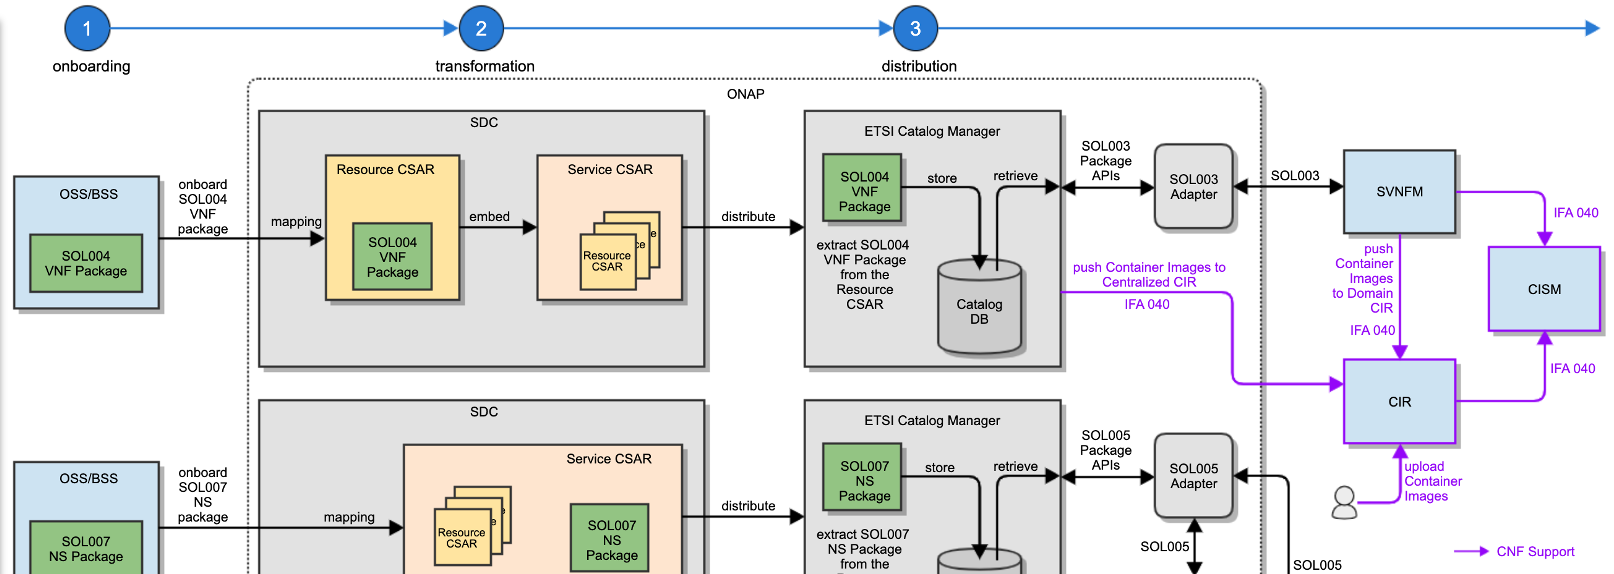 1
2
3
onboarding
transformation
distribution
ONAP
SDC
ETSI Catalog Manager
OSS/BSS
SOL004
VNF Package
onboard
SOL004
VNF
package
mapping
Resource CSAR
SOL004
VNF
Package
embed
Service CSAR
e
ce
Resource
CSAR
distribute
SOL004
VNF
Package
store
retrieve
extract SOL004
VNF Package
from the
Resource
CSAR
Catalog
DB
SOL003
Package
APIs
SOL003
Adapter
SOL003
SVNFM
IFA 040
push
Container
Images
to Domain
CIR
IFA 040
CISM
push Container Images to
Centralized CIR
IFA 040
CIR
IFA 040
upload
Container
Images
CNF Support
SDC
ETSI Catalog Manager
OSS/BSS
SOL007
NS Package
onboard
SOL007
NS
package
mapping
Service CSAR
e
Resource
CSAR
SOL007
NS
Package
distribute
SOL007
NS
Package
store
retrieve
extract SOL007
NS Package
from the
SOL005
Package
APIs
SOL005
Adapter
SOL005
SOL005